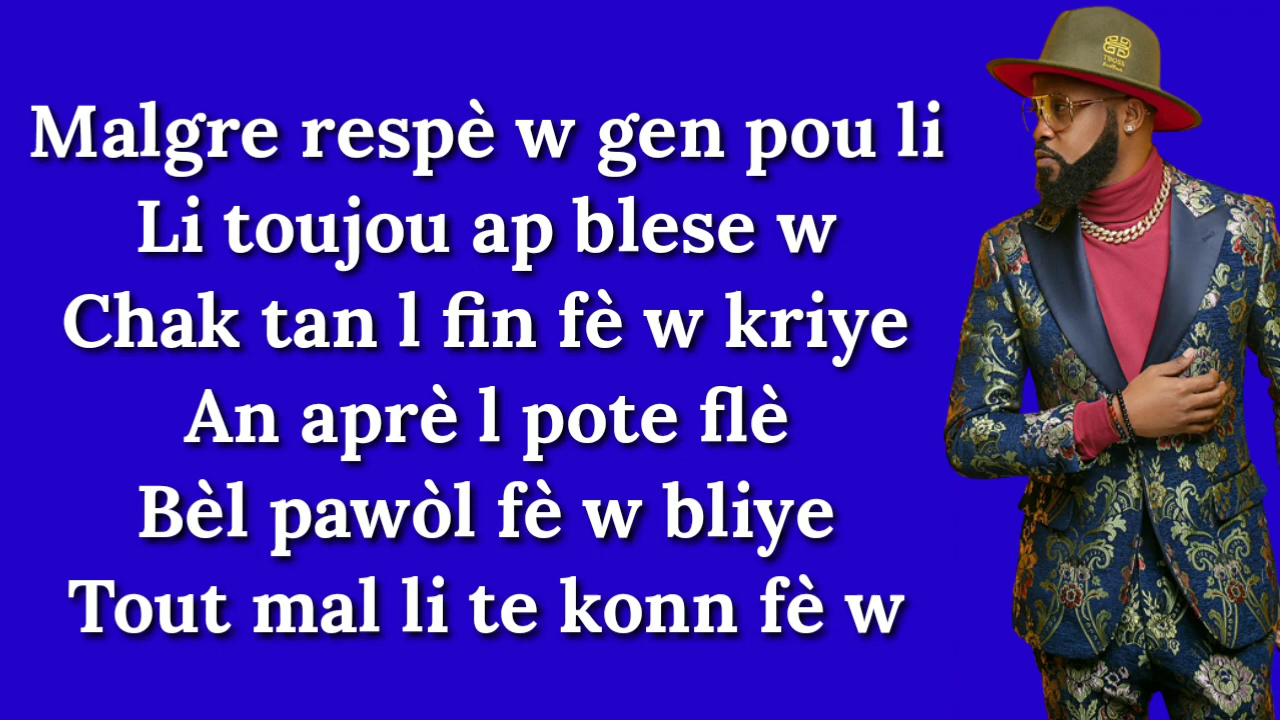 Malgre respè w gen pou li
Li toujou ap blese w
Chak tan l fin fè w kriye
An aprè l pote flè
Bèl pawòl fè w bliye
Tout mal li te konn fè w